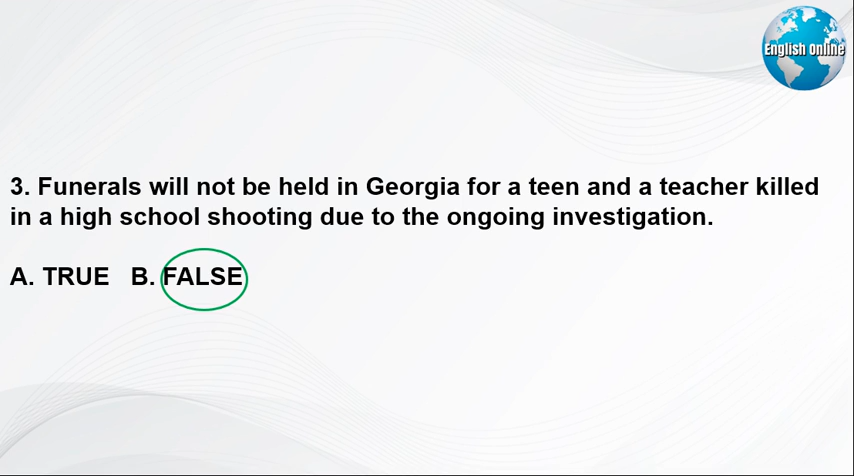 English Online
3. Funerals will not be held in Georgia for a teen and a teacher killed
in a high school shooting due to the ongoing investigation.
A. TRUE B. FALSE